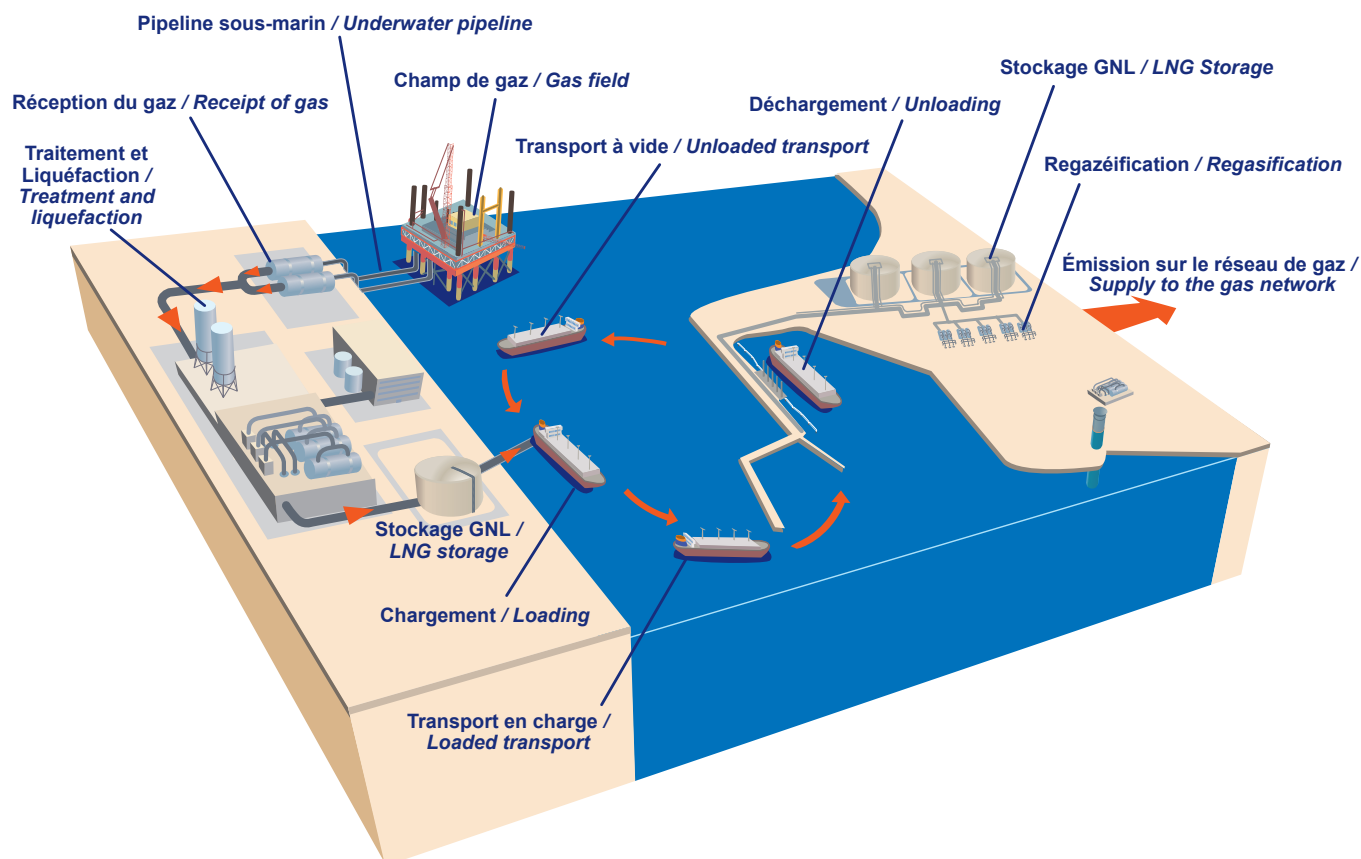 Pipeline sous-marin / Underwater pipeline
Champ de gaz / Gas field
Stockage GNL / LNG Storage
Réception du gaz / Receipt of gas
Déchargement / Unloading
Traitement et
Liquéfaction /
Treatment and
liquefaction
Transport à vide / Unloaded transport
Regazéification / Regasification
Émission sur le réseau de gaz /
Supply to the gas network
Stockage GNL /
LNG storage
Chargement / Loading
Transport en charge /
Loaded transport